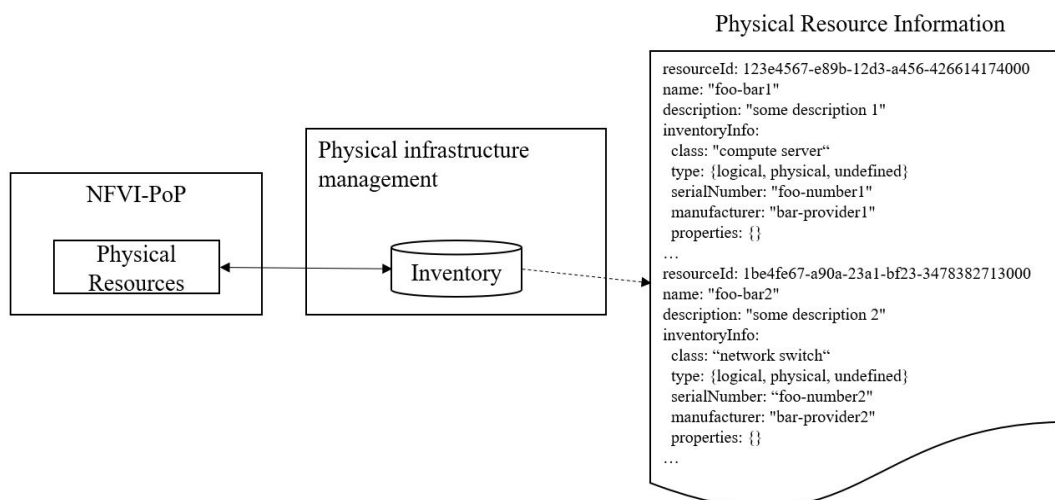 Physical Resource Information
NFVI-PoP
Physical
Resources
Physical infrastructure
management
Inventory
resourceId: 123e4567-e89b-12d3-a456-426614174000
name: "foo-bar1"
description: "some description 1"
inventoryInfo:
class: "compute server“
type: {logical, physical, undefined}
serialNumber: "foo-number1"
manufacturer: "bar-provider1"
properties: {}
…
resourceId: 1be4fe67-a90a-23a1-bf23-3478382713000
name: "foo-bar2"
description: "some description 2"
inventoryInfo:
class: “network switch“
type: {logical, physical, undefined}
serialNumber: “foo-number2"
manufacturer: "bar-provider2"
properties: {}
…